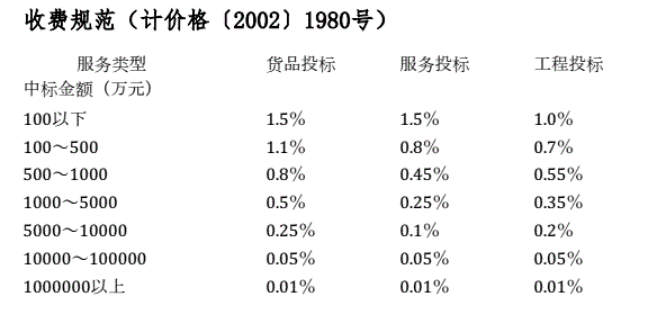 收费规范（计价格〔2002〕1980号）
服务类型 货品投标 服务投标 工程投标
中标金额（万元）
100以下 1.5% 1.5% 1.0%
100～500 1.1% 0.8% 0.7%
500～1000 0.8% 0.45% 0.55%
1000～5000 0.5% 0.25% 0.35%
5000～10000 0.25% 0.1% 0.2%
10000～100000 0.05% 0.05% 0.05%
1000000以上 0.01% 0.01% 0.01%